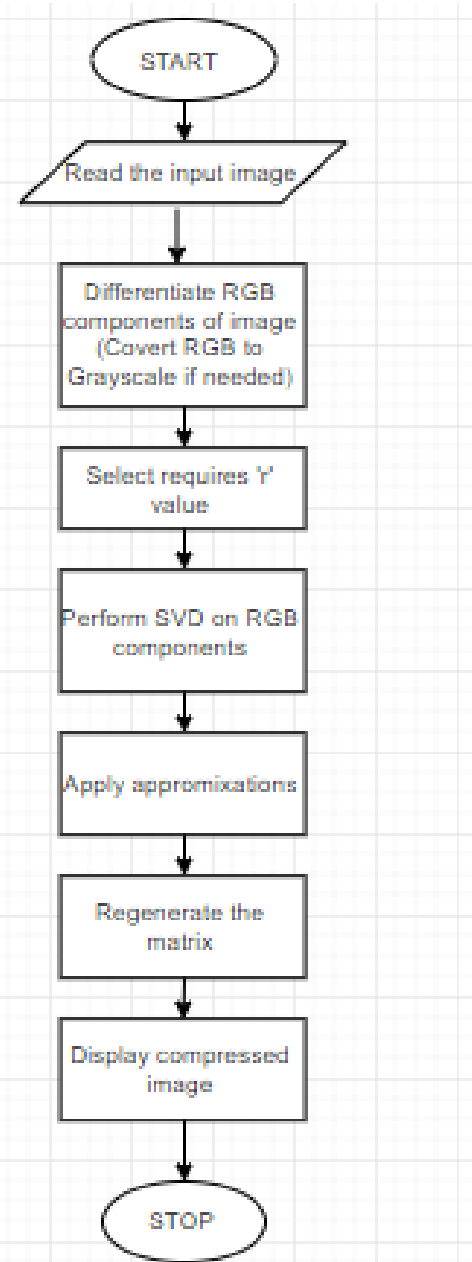 START
Read the input image
Differentiate RGB
components of image
(Covert RGB to
Grayscale if needed)
Select requires 'r'
value
Perform SVD on RGB
components
Apply appromixations
Regenerate the
matrix
Display compressed
image
STOP